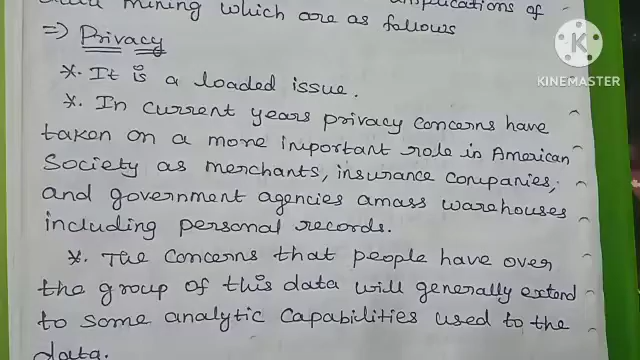 data mining which are as follows
⇒ Privacy
*. It is a loaded issue.
*. In current years privacy concerns have
taken on a more important role in American
Society as merchants, insurance companies,
and government agencies amass warehouses
including personal records.
*. The concerns that people have over
the group of this data will generally extend
to some analytic capabilities used to the
data.
KINEMASTER